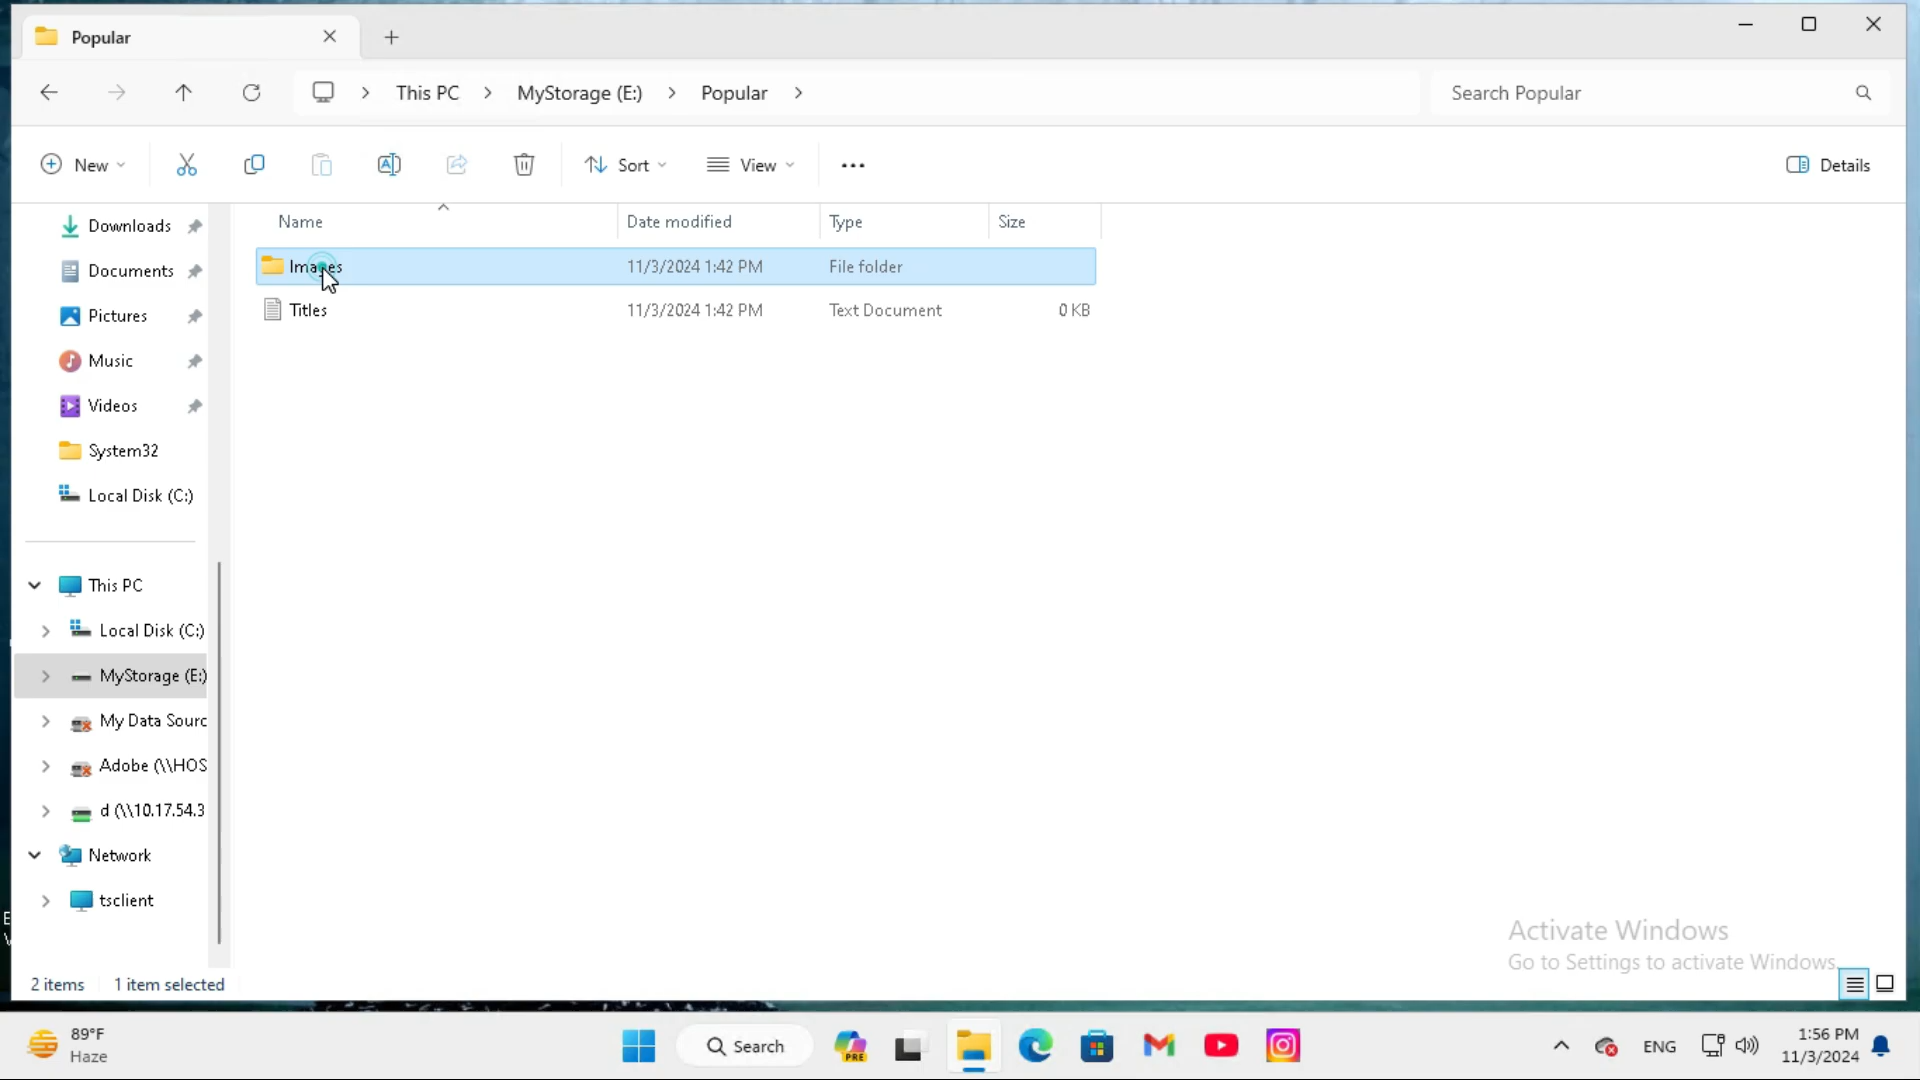 Popular
This PC
MyStorage (E:)
Popular
Search Popular
New
Sort
View
Details
Name
Date modified
Type
Size
Images
11/3/2024 1:42 PM
File folder
Titles
11/3/2024 1:42 PM
Text Document
0 KB
Downloads
Documents
Pictures
Music
Videos
System32
Local Disk (C:)
This PC
Local Disk (C:)
MyStorage (E:)
My Data Sourc
Adobe (\\HOS
d (\\10.17.54.3
Network
tsclient
Activate Windows
Go to Settings to activate Windows.
2 items
1 item selected
89°F
Haze
Search
PRE
ENG
1:56 PM
11/3/2024